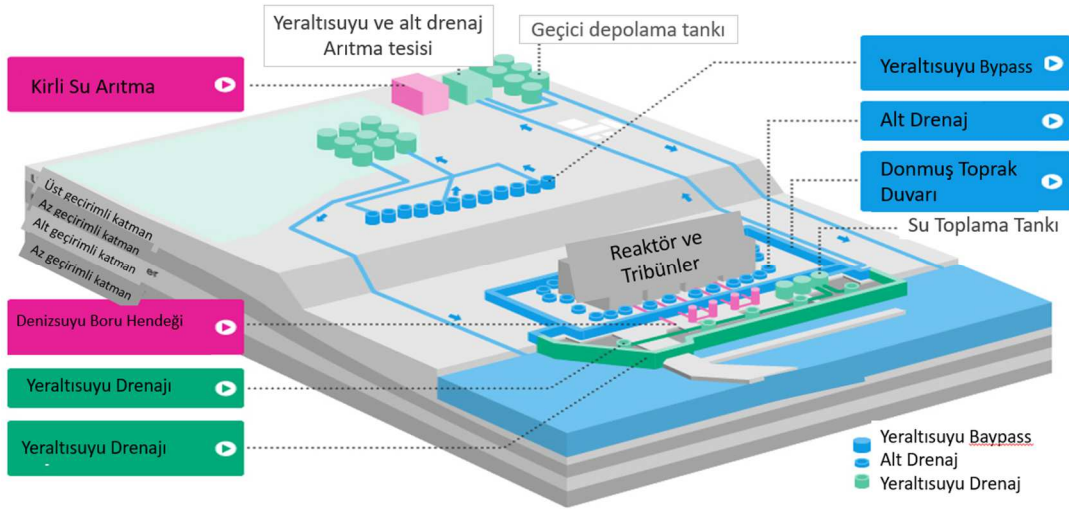 Yeraltısuyu ve alt drenaj
Arıtma tesisi
Geçici depolama tankı
Kirli Su Arıtma
Yeraltısuyu Bypass
Alt Drenaj
Donmuş Toprak
Duvarı
Su Toplama Tankı
Üst geçirimli katman
Az geçirimli katman
Alt geçirimli katman
er
Az geçirimli katman
Reaktör ve
Tribünler
Denizsuyu Boru Hendeği
Yeraltısuyu Drenajı
Yeraltısuyu Drenajı
Yeraltısuyu Baypass
Alt Drenaj
Yeraltısuyu Drenaj